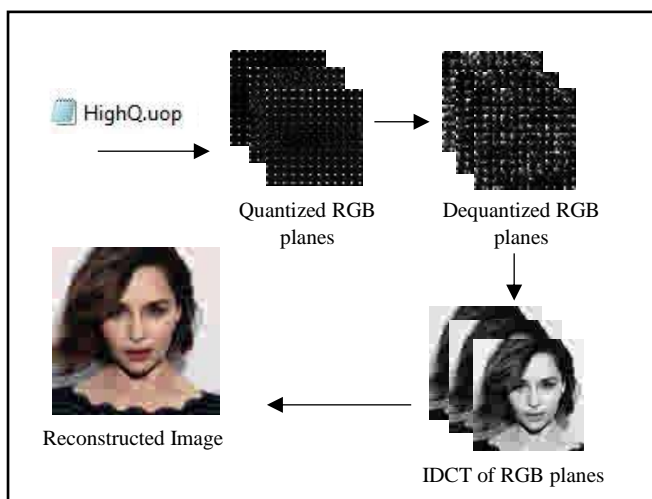 HighQ.uop
Quantized RGB
planes
Dequantized RGB
planes
IDCT of RGB planes
Reconstructed Image